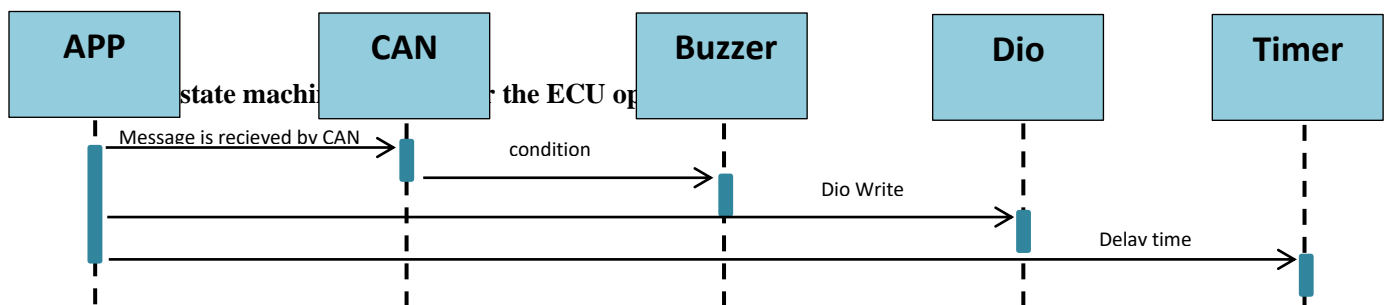 APP CAN Buzzer Dio Timer
state machin r the ECU op
Message is recieved by CAN
condition
Dio Write
Delay time